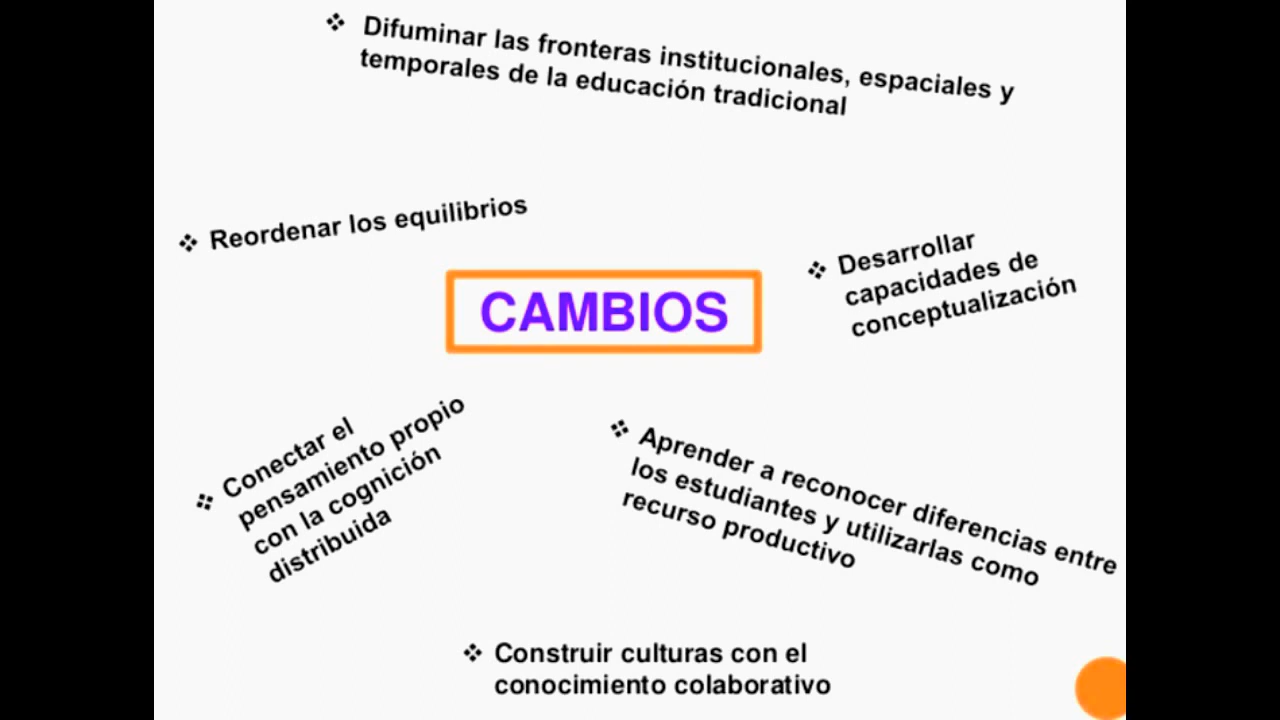 Difuminar las fronteras institucionales, espaciales y
temporales de la educación tradicional
Reordenar los equilibrios
Desarrollar
capacidades de
conceptualización
CAMBIOS
Conectar el
pensamiento propio
con la cognición
distribuida
Aprender a reconocer diferencias entre
los estudiantes y utilizarlas como
recurso productivo
Construir culturas con el
conocimiento colaborativo